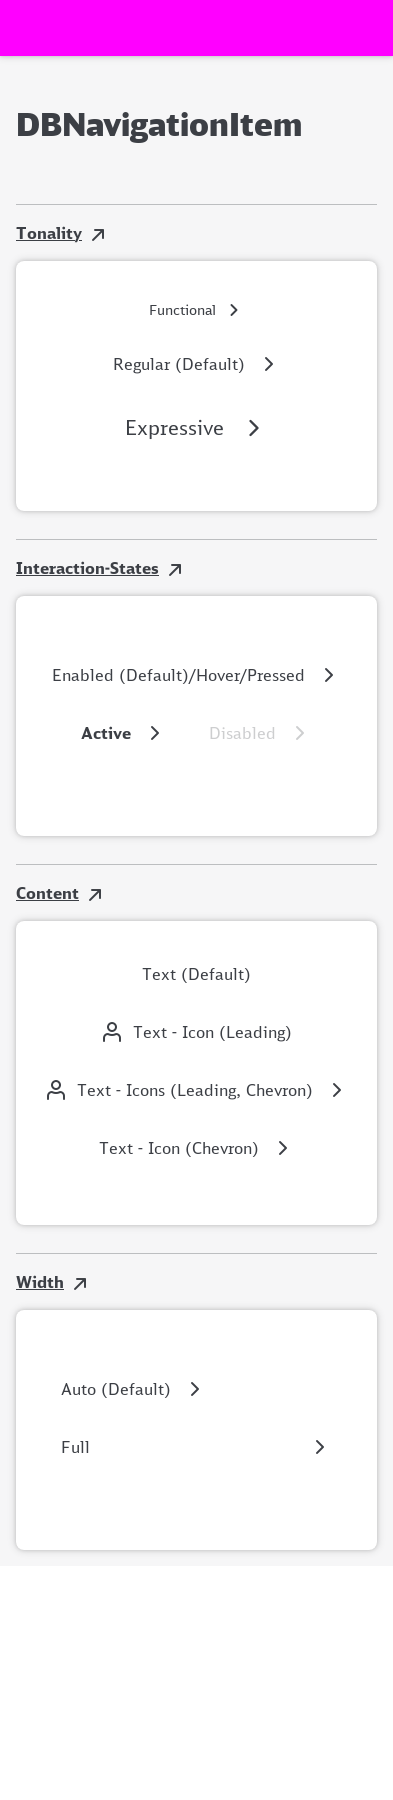 DBNavigationItem
Tonality
Functional
Regular (Default)
Expressive
Interaction-States
Enabled (Default)/Hover/Pressed
Active Disabled
Content
Text (Default)
Text - Icon (Leading)
Text - Icons (Leading, Chevron)
Text - Icon (Chevron)
Width
Auto (Default)
Full